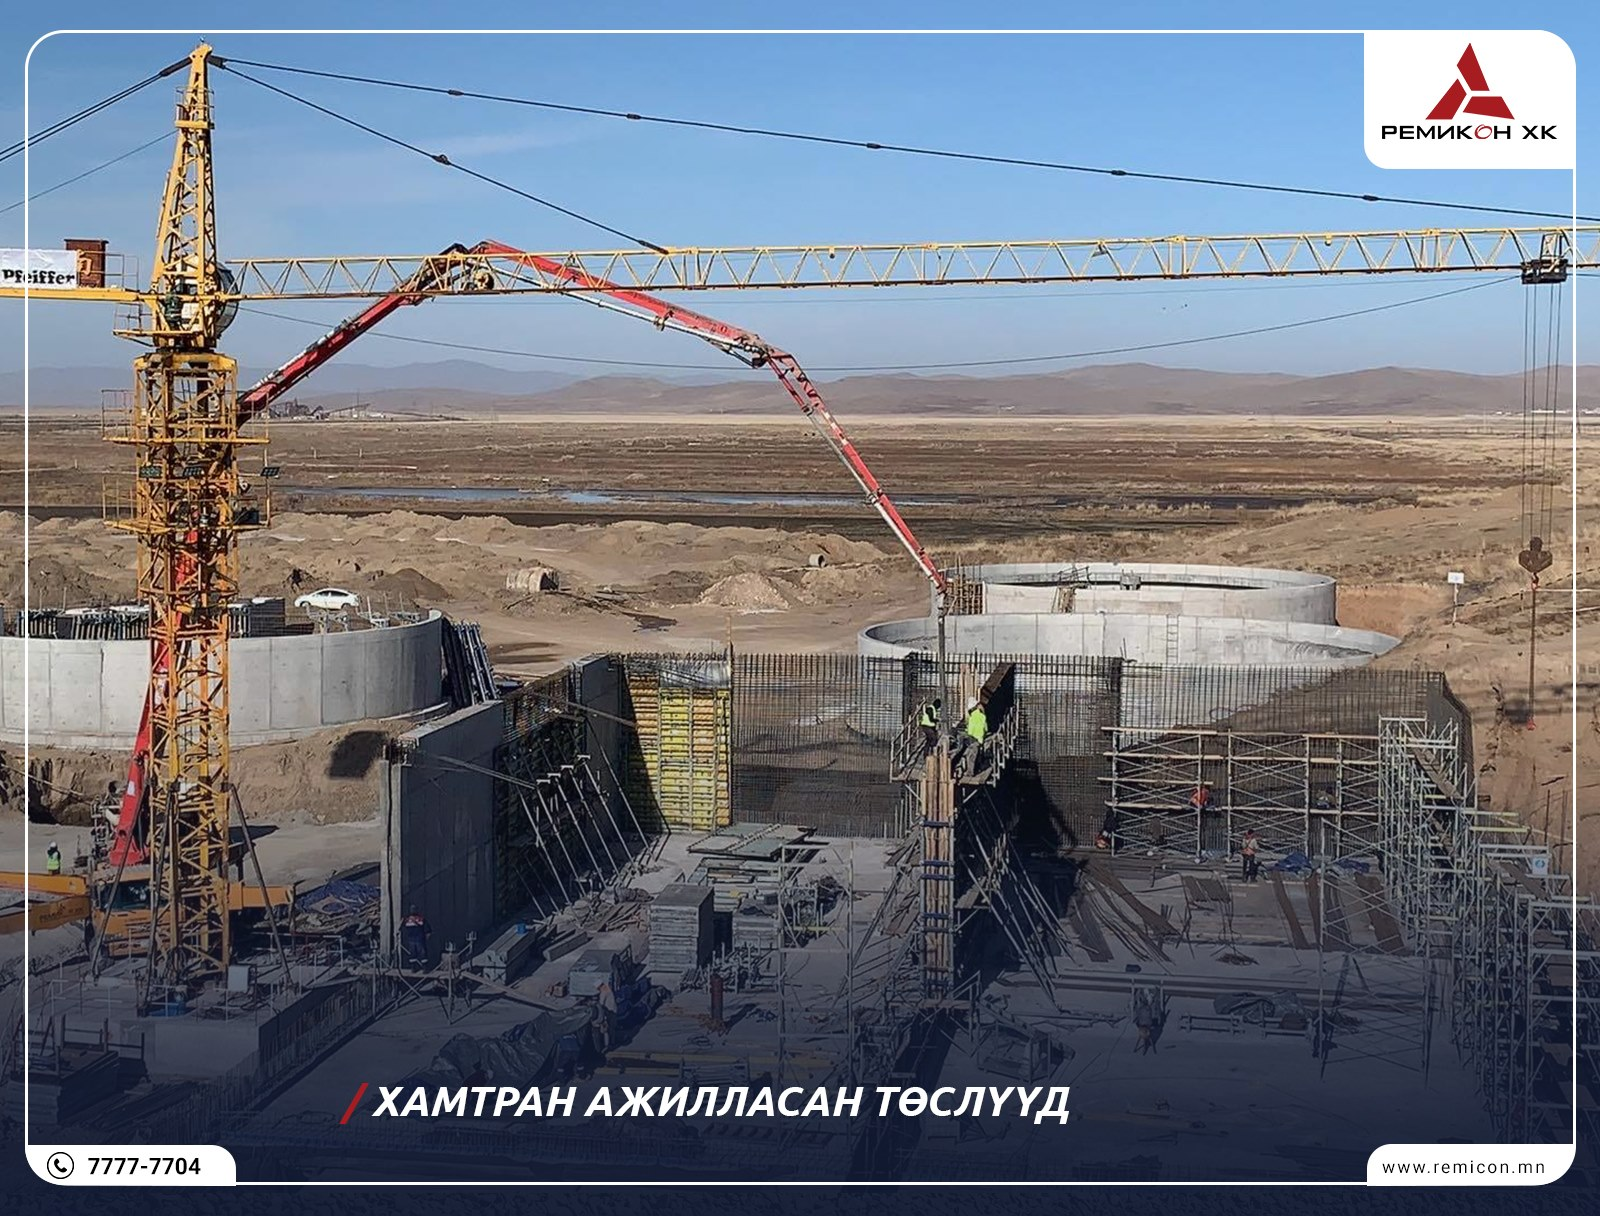 РЕМИКОН ХК
Pfeiffer
/ ХАМТРАН АЖИЛЛАСАН ТӨСЛҮҮД
7777-7704
www.remicon.mn